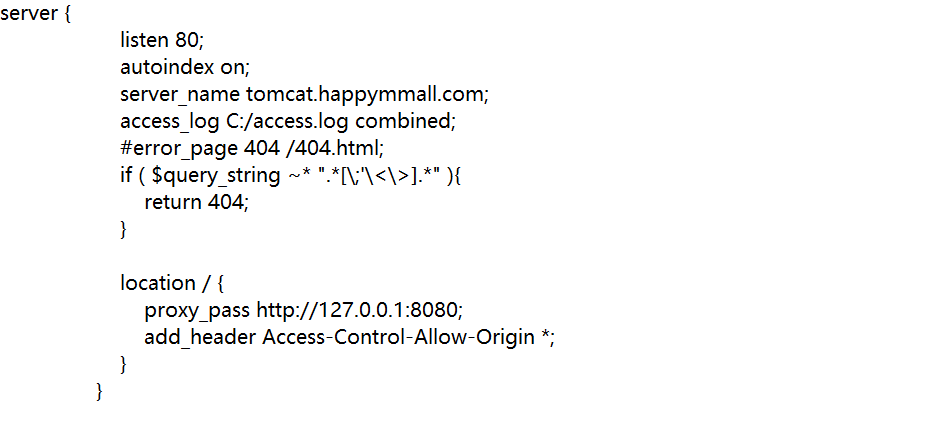 server {
listen 80;
autoindex on;
server_name tomcat.happymmall.com;
access_log C:/access.log combined;
#error_page 404 /404.html;
if ( $query_string ~* ".*[\;'\<\>].*" ){
return 404;
}
location / {
proxy_pass http://127.0.0.1:8080;
add_header Access-Control-Allow-Origin *;
}
}